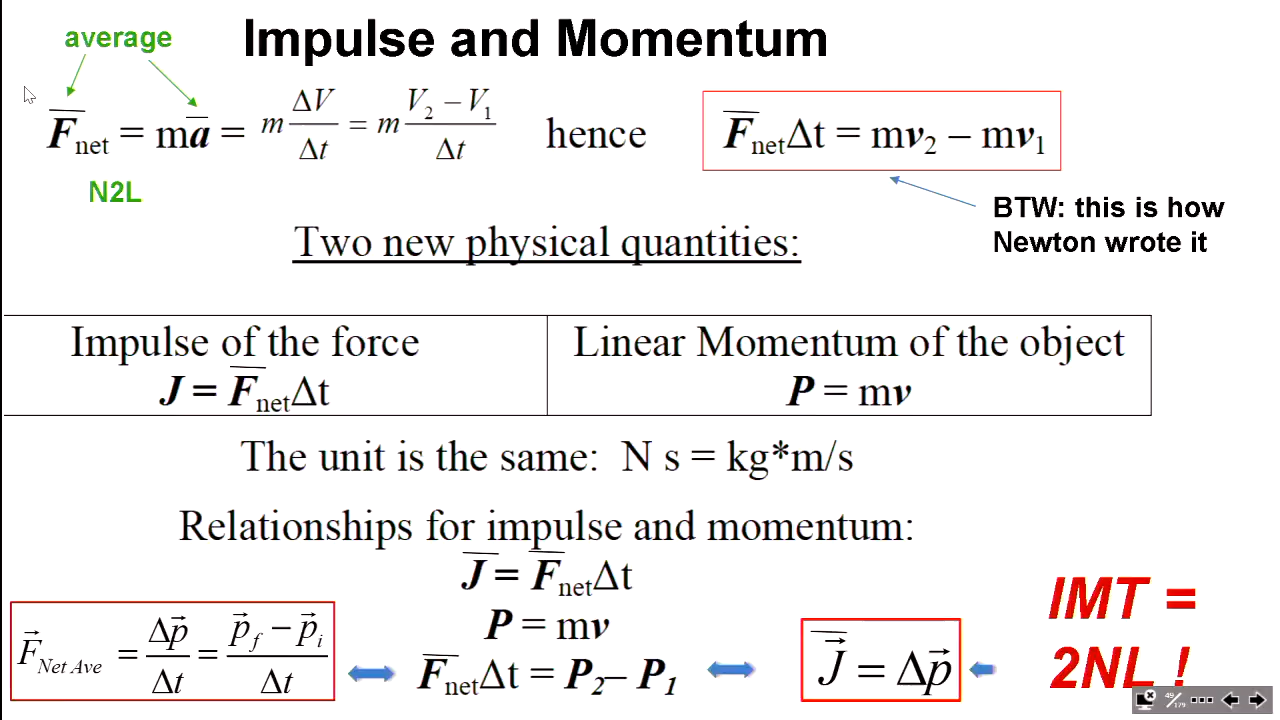 Impulse and Momentum
average
F̅net = ma̅ = m ΔV/Δt = m (V₂ − V₁)/Δt hence F̅netΔt = mv₂ − mv₁
N2L
BTW: this is how
Newton wrote it
Two new physical quantities:
Impulse of the force
J = F̅netΔt
Linear Momentum of the object
P = mv
The unit is the same: N s = kg*m/s
Relationships for impulse and momentum:
J̅ = F̅netΔt
P = mv
F̅netΔt = P₂– P₁
F⃗Net Ave = Δp⃗/Δt = (p⃗f − p⃗i)/Δt
J⃗̅ = Δp⃗
IMT =
2NL !
49/179